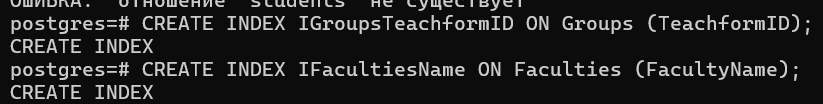 ОШИБКА: отношение "students" не существует
postgres=# CREATE INDEX IGroupsTeachformID ON Groups (TeachformID);
CREATE INDEX
postgres=# CREATE INDEX IFacultiesName ON Faculties (FacultyName);
CREATE INDEX